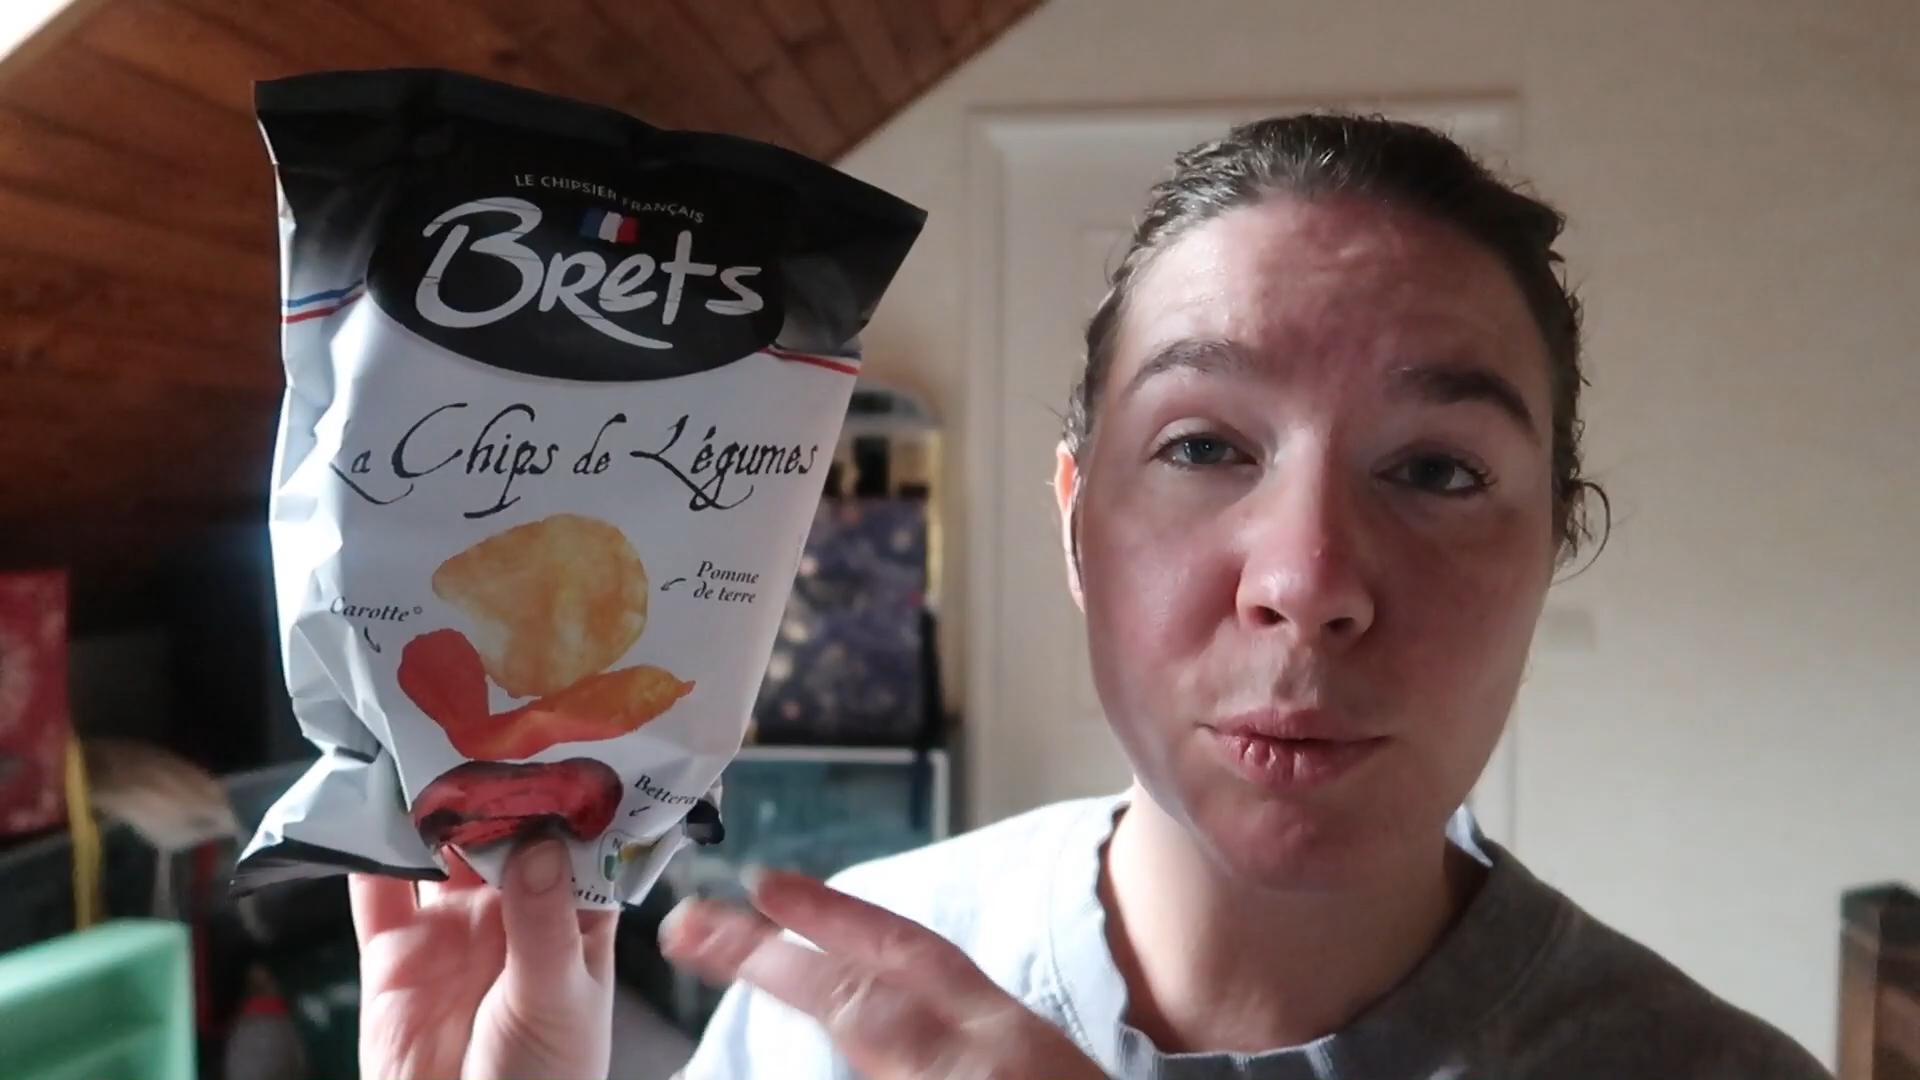 LE CHIPSIER FRANÇAIS
Brets
La Chips de Légumes
Pomme
de terre
Carotte°